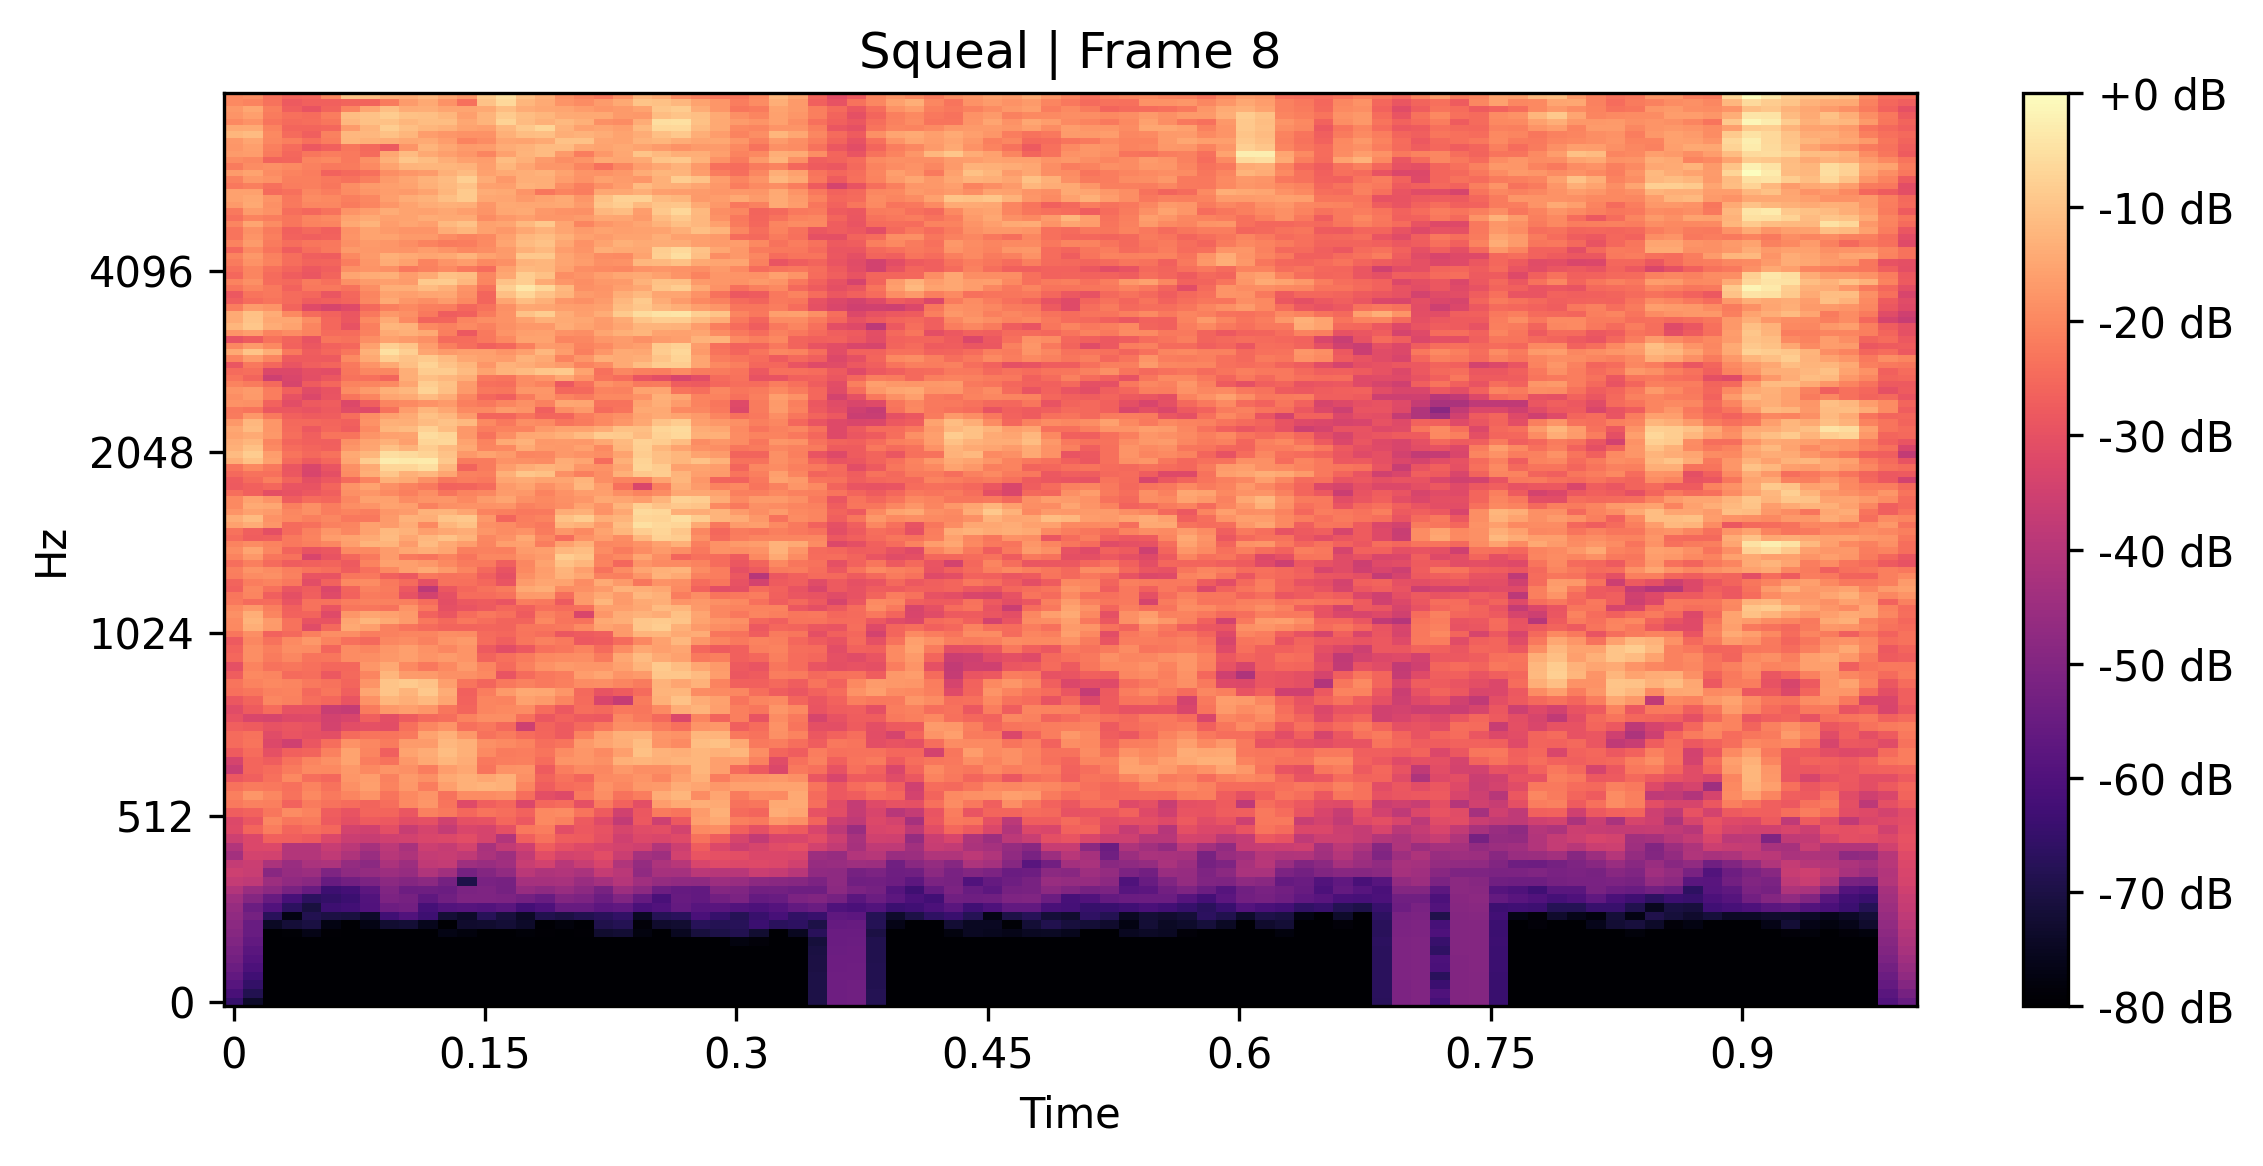 Squeal | Frame 8
+0 dB
-10 dB
-20 dB
-30 dB
-40 dB
-50 dB
-60 dB
-70 dB
-80 dB
4096
2048
1024
512
0
Hz
0 0.15 0.3 0.45 0.6 0.75 0.9
Time